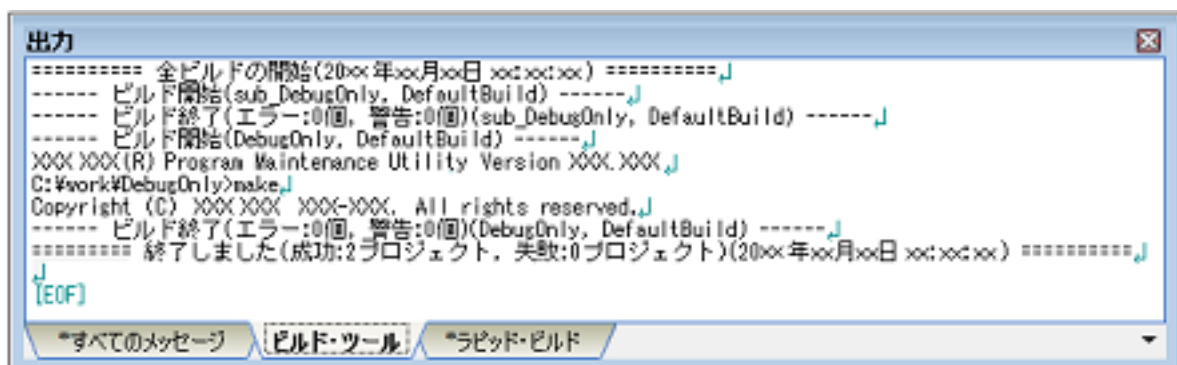 出力
========== 全ビルドの開始(20xx年xx月xx日 xx:xx:xx) ==========↲
------ ビルド開始(sub_DebugOnly, DefaultBuild) ------↲
------ ビルド終了(エラー:0個, 警告:0個)(sub_DebugOnly, DefaultBuild) ------↲
------ ビルド開始(DebugOnly, DefaultBuild) ------↲
XXX XXX(R) Program Maintenance Utility Version XXX.XXX↲
C:¥work¥DebugOnly>make↲
Copyright (C) XXX XXX XXX-XXX. All rights reserved.↲
------ ビルド終了(エラー:0個, 警告:0個)(DebugOnly, DefaultBuild) ------↲
========= 終了しました(成功:2プロジェクト, 失敗:0プロジェクト)(20xx年xx月xx日 xx:xx:xx) ==========↲
↲
[EOF]
*すべてのメッセージ ビルド・ツール *ラピッド・ビルド